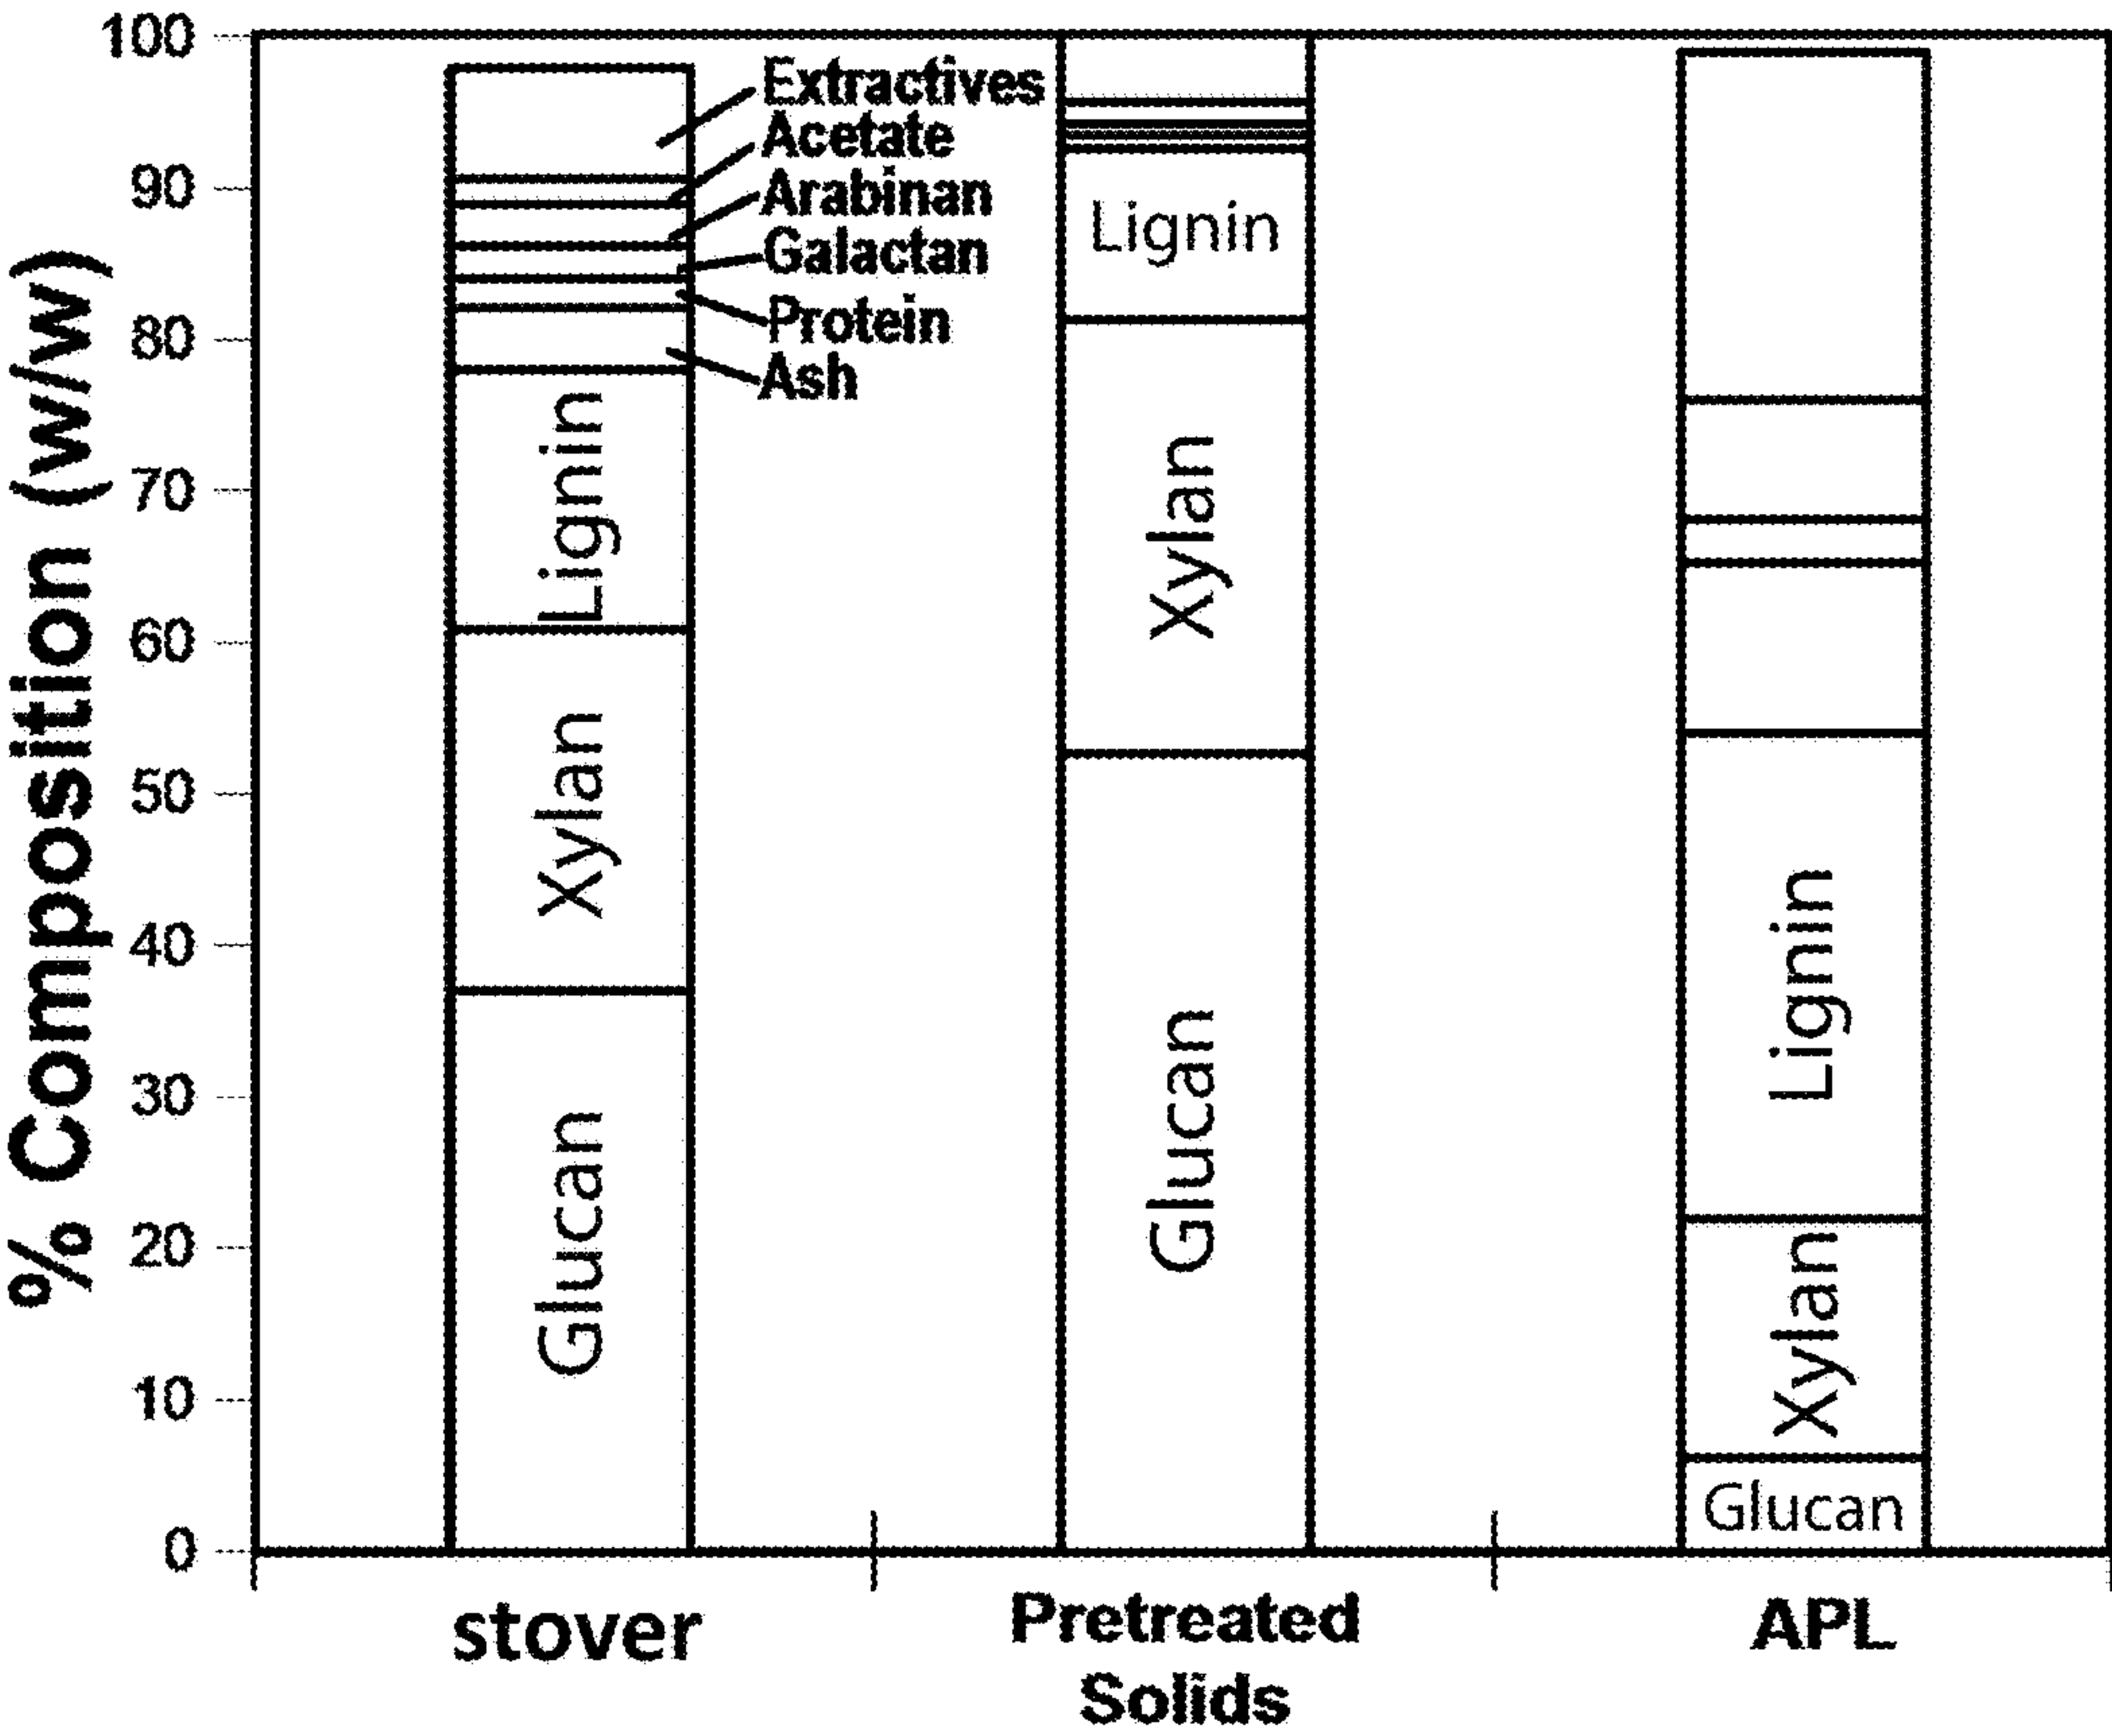 % Composition (w/w)
100
90
80
70
60
50
40
30
20
10
0
Extractives
Acetate
Arabinan
Galactan
Protein
Ash
Lignin
Xylan
Glucan
Lignin
Xylan
Glucan
Lignin
Xylan
Glucan
stover
Pretreated
Solids
APL